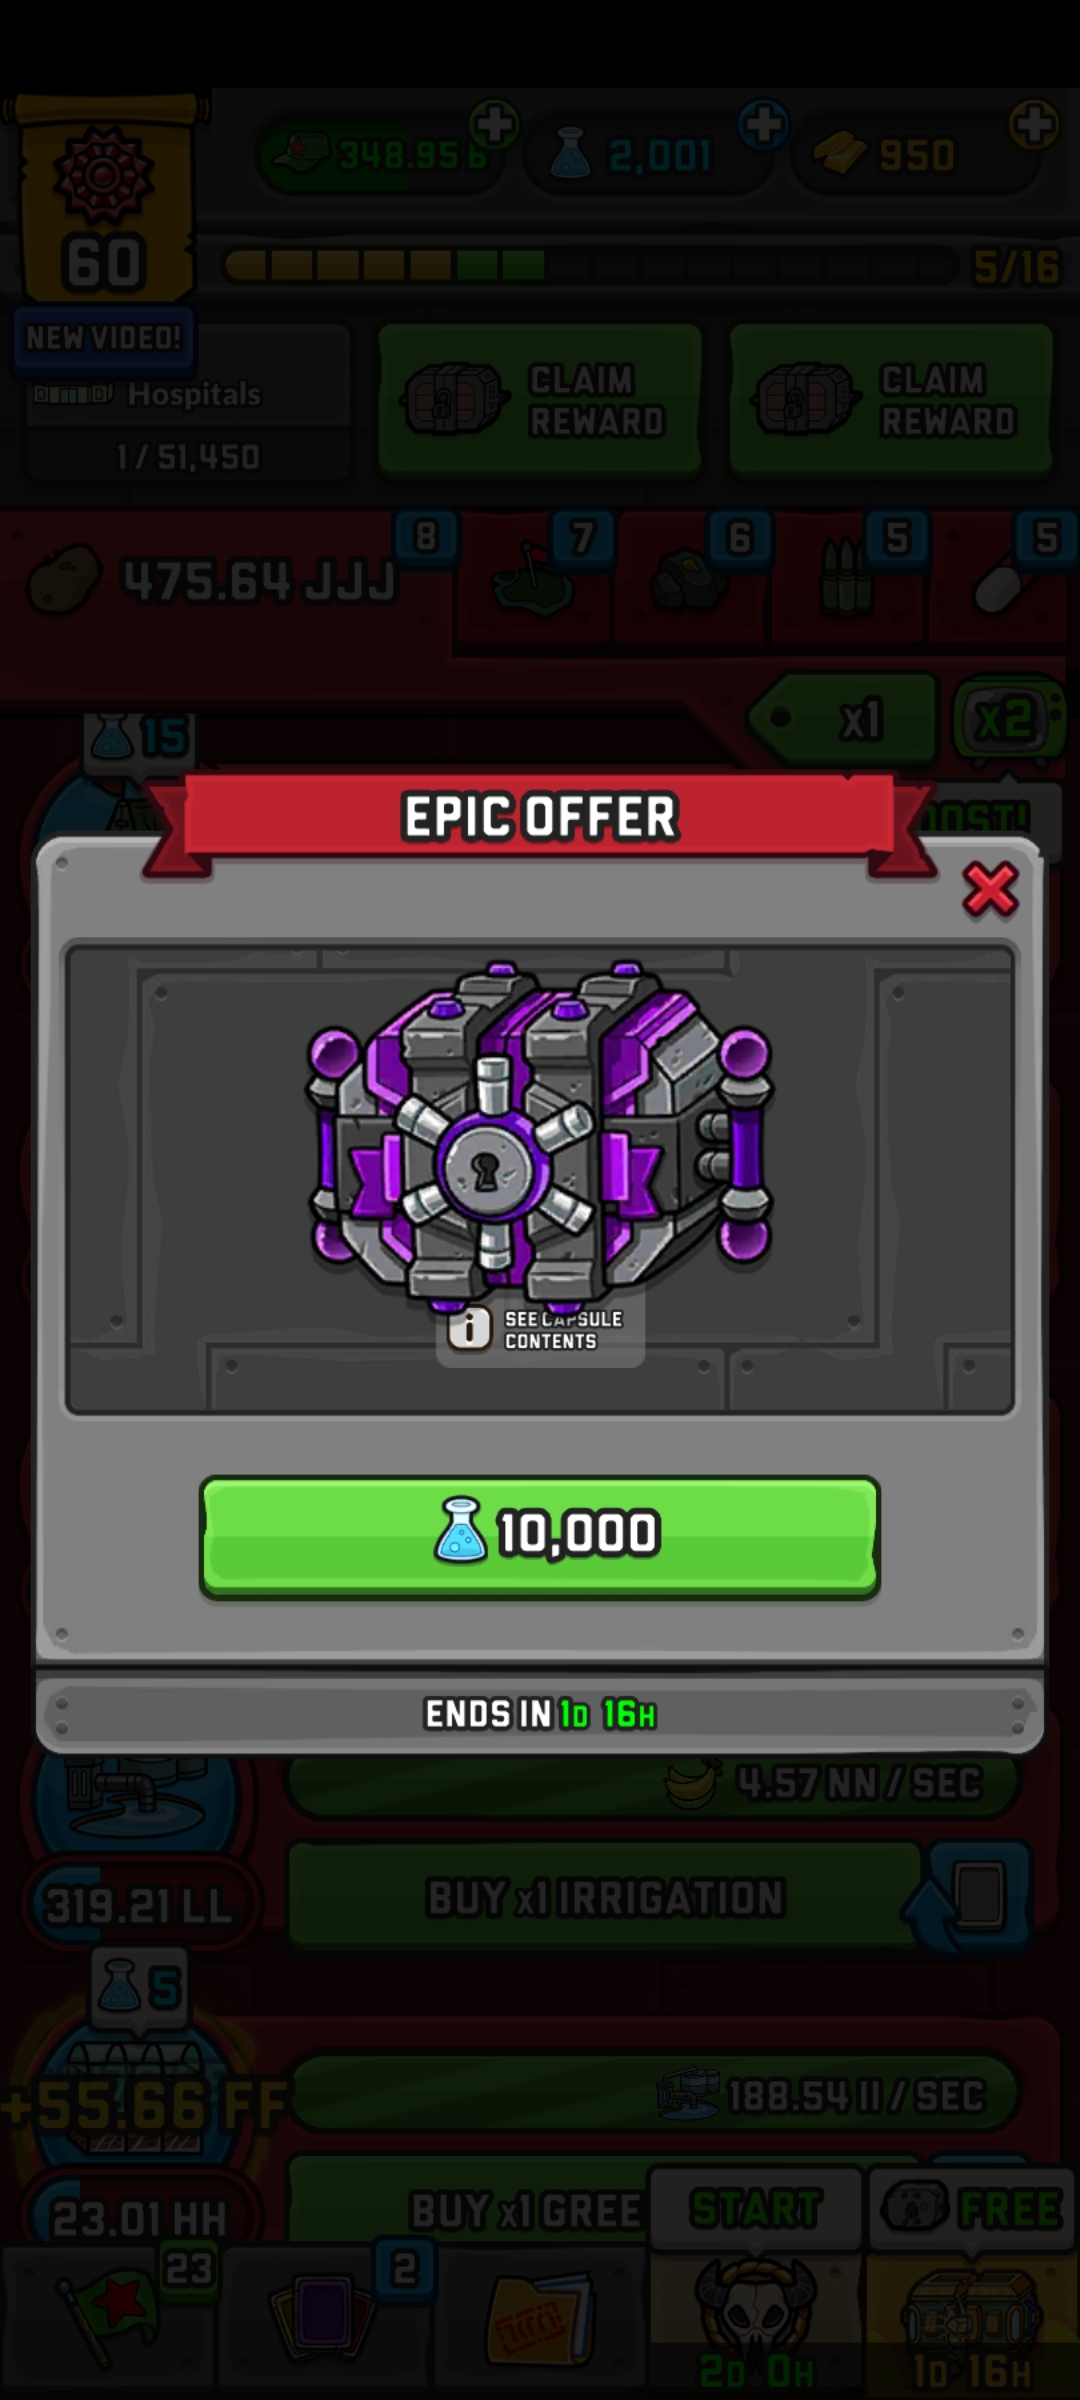 348.95 B
2,001
950
60
5/16
NEW VIDEO!
Hospitals
1 / 51,450
CLAIM
REWARD
CLAIM
REWARD
475.64 JJJ
8
7
6
5
5
x1
x2
15
EPIC OFFER
SEE CAPSULE
CONTENTS
10,000
ENDS IN 1D 16H
4.57 NN / SEC
319.21 LL
BUY x1 IRRIGATION
5
+55.66 FF
188.54 II / SEC
23.01 HH
BUY x1 GREE
START
FREE
23
2
2D 0H
1D 16H